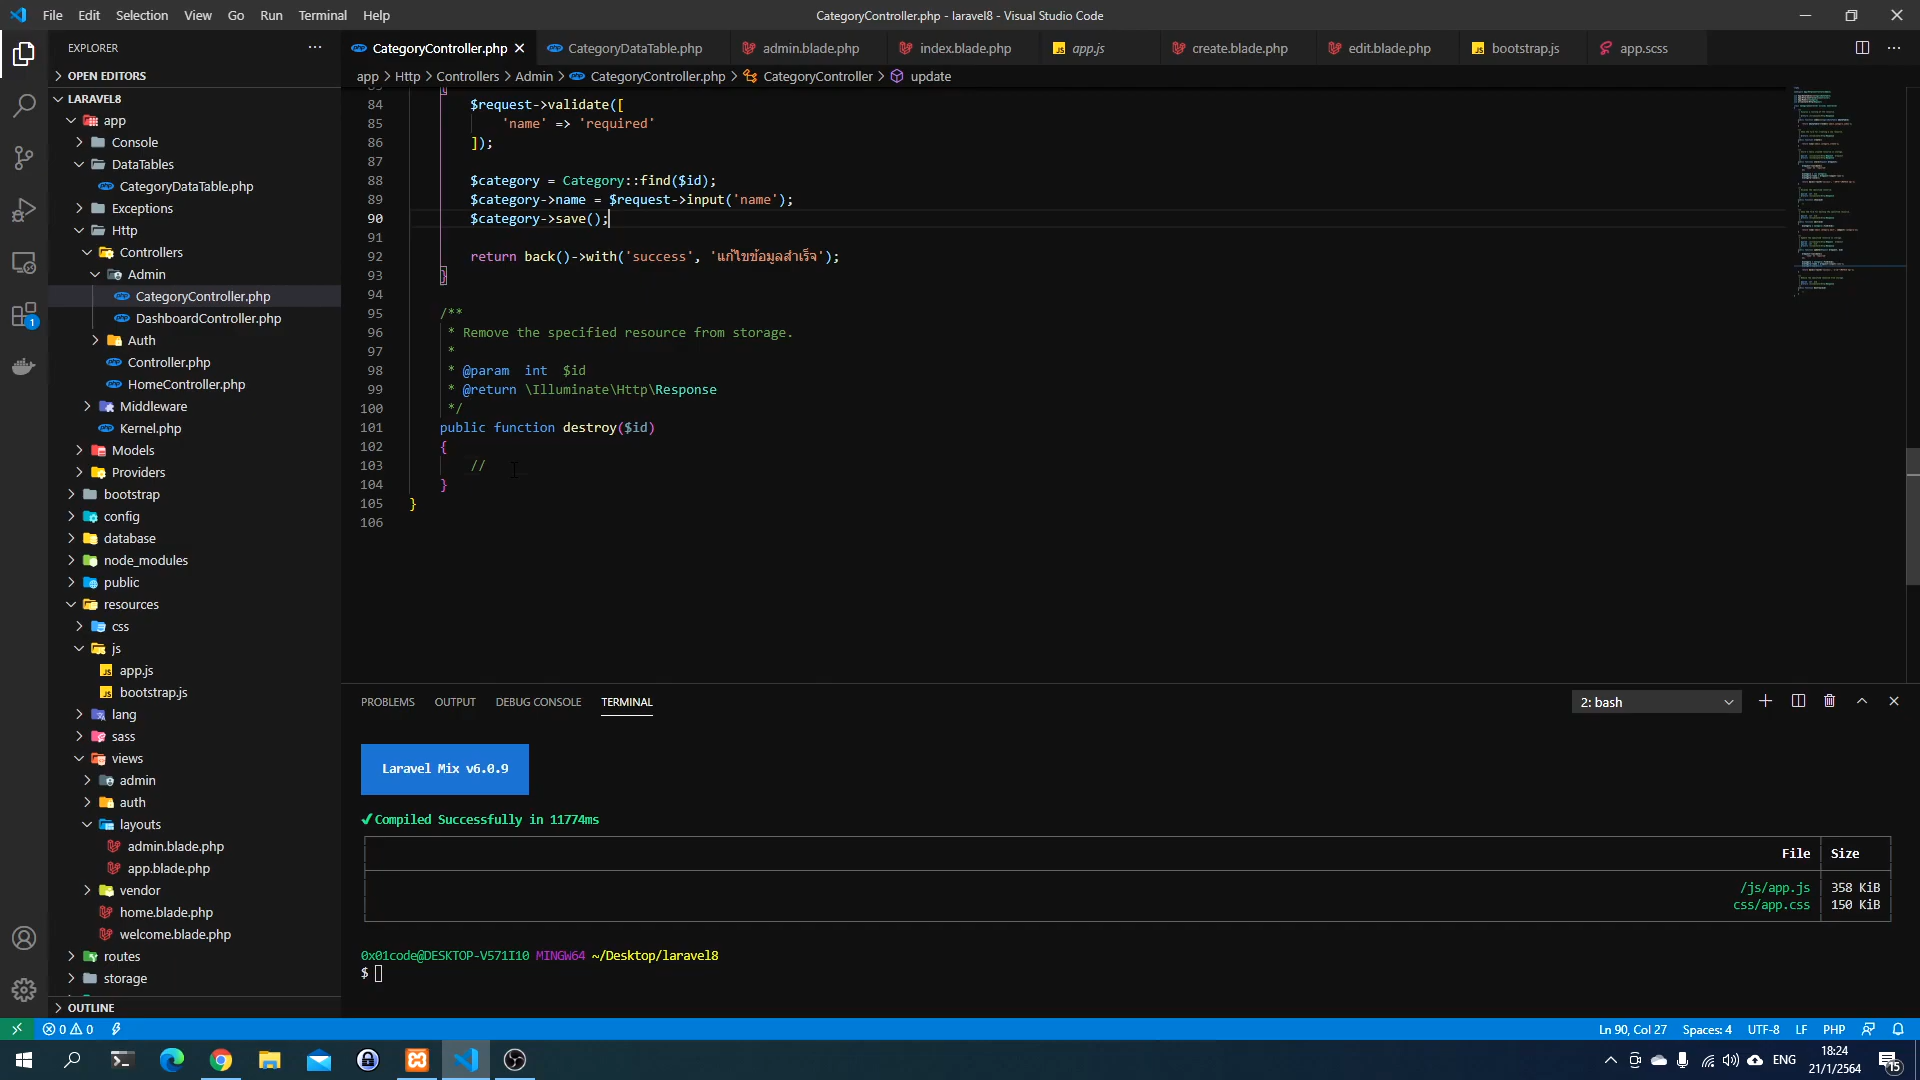 File Edit Selection View Go Run Terminal Help
CategoryController.php - laravel8 - Visual Studio Code
EXPLORER
OPEN EDITORS
LARAVEL8
app
Console
DataTables
CategoryDataTable.php
Exceptions
Http
Controllers
Admin
CategoryController.php
DashboardController.php
Auth
Controller.php
HomeController.php
Middleware
Kernel.php
Models
Providers
bootstrap
config
database
node_modules
public
resources
css
js
app.js
bootstrap.js
lang
sass
views
admin
auth
layouts
admin.blade.php
app.blade.php
vendor
home.blade.php
welcome.blade.php
routes
storage
OUTLINE
CategoryController.php CategoryDataTable.php admin.blade.php index.blade.php app.js create.blade.php edit.blade.php bootstrap.js app.scss
app > Http > Controllers > Admin > CategoryController.php > CategoryController > update
84 $request->validate([
85 'name' => 'required'
86 ]);
87
88 $category = Category::find($id);
89 $category->name = $request->input('name');
90 $category->save();
91
92 return back()->with('success', 'แก้ไขข้อมูลสำเร็จ');
93 }
94
95 /**
96 * Remove the specified resource from storage.
97 *
98 * @param  int  $id
99 * @return \Illuminate\Http\Response
100 */
101 public function destroy($id)
102 {
103 //
104 }
105 }
106
PROBLEMS OUTPUT DEBUG CONSOLE TERMINAL
2: bash
Laravel Mix v6.0.9
✔Compiled Successfully in 11774ms
File Size
/js/app.js 358 KiB
css/app.css 150 KiB
0x01code@DESKTOP-V571I10 MINGW64 ~/Desktop/laravel8
$
0 0
Ln 90, Col 27 Spaces: 4 UTF-8 LF PHP
1
ENG
18:24
21/1/2564
15